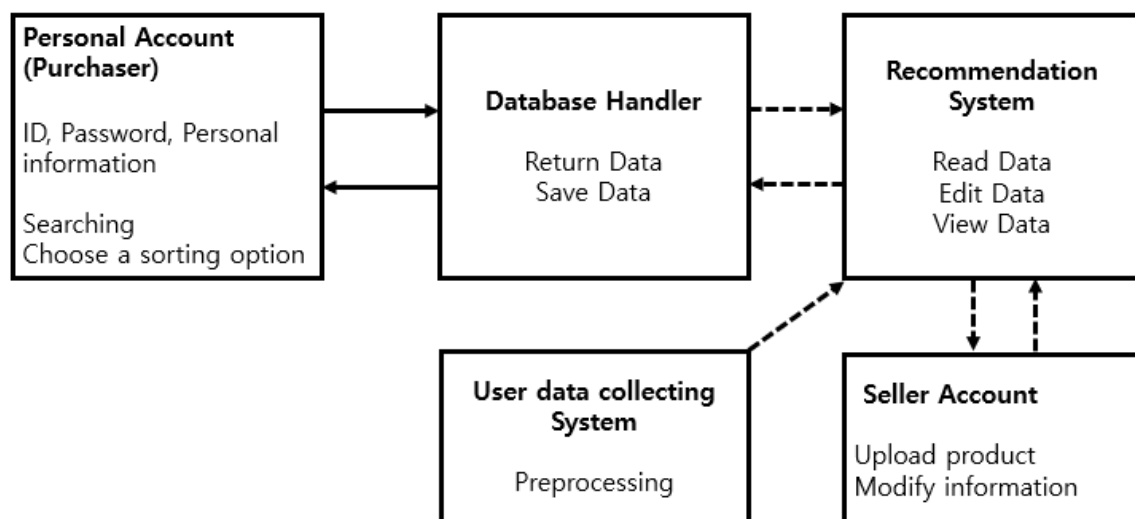 Personal Account
(Purchaser)
ID, Password, Personal
information
Searching
Choose a sorting option
Database Handler
Return Data
Save Data
Recommendation
System
Read Data
Edit Data
View Data
User data collecting
System
Preprocessing
Seller Account
Upload product
Modify information